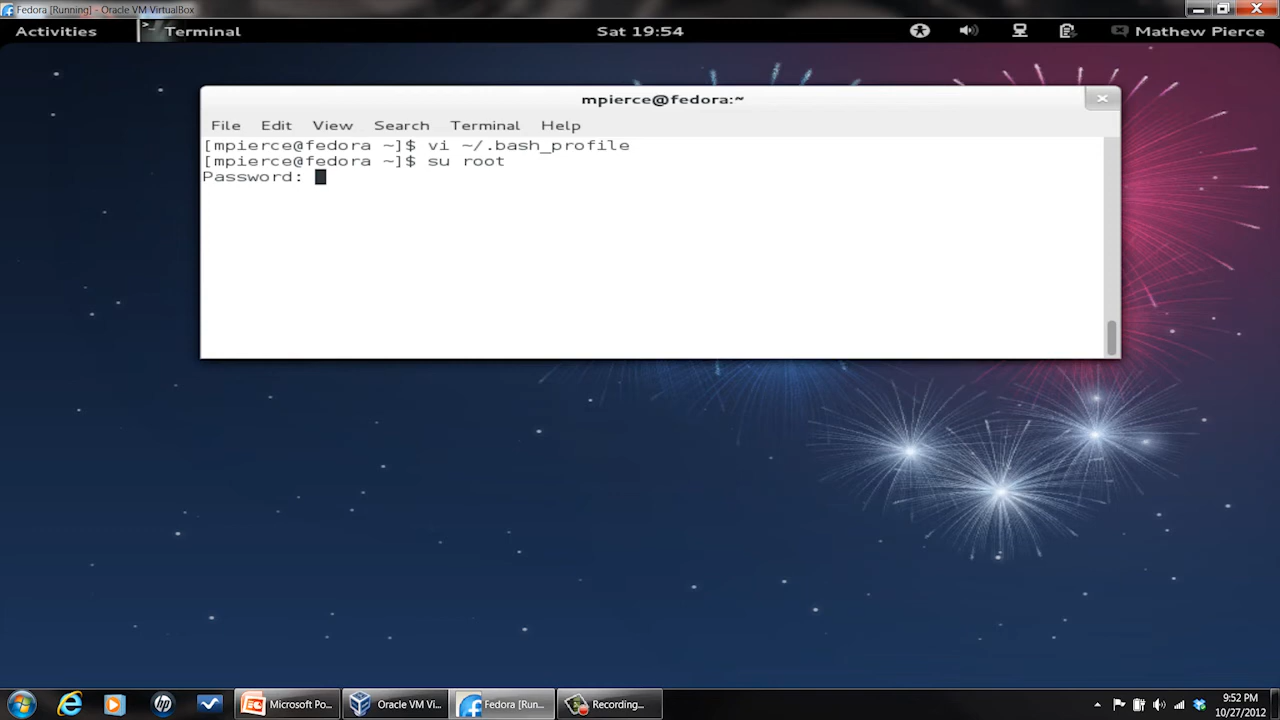 Fedora [Running] - Oracle VM VirtualBox
Activities Terminal Sat 19:54 Mathew Pierce
mpierce@fedora:~
File Edit View Search Terminal Help
[mpierce@fedora ~]$ vi ~/.bash_profile
[mpierce@fedora ~]$ su root
Password:
Microsoft Po... Oracle VM Vi... Fedora [Run... Recording...
9:52 PM
10/27/2012